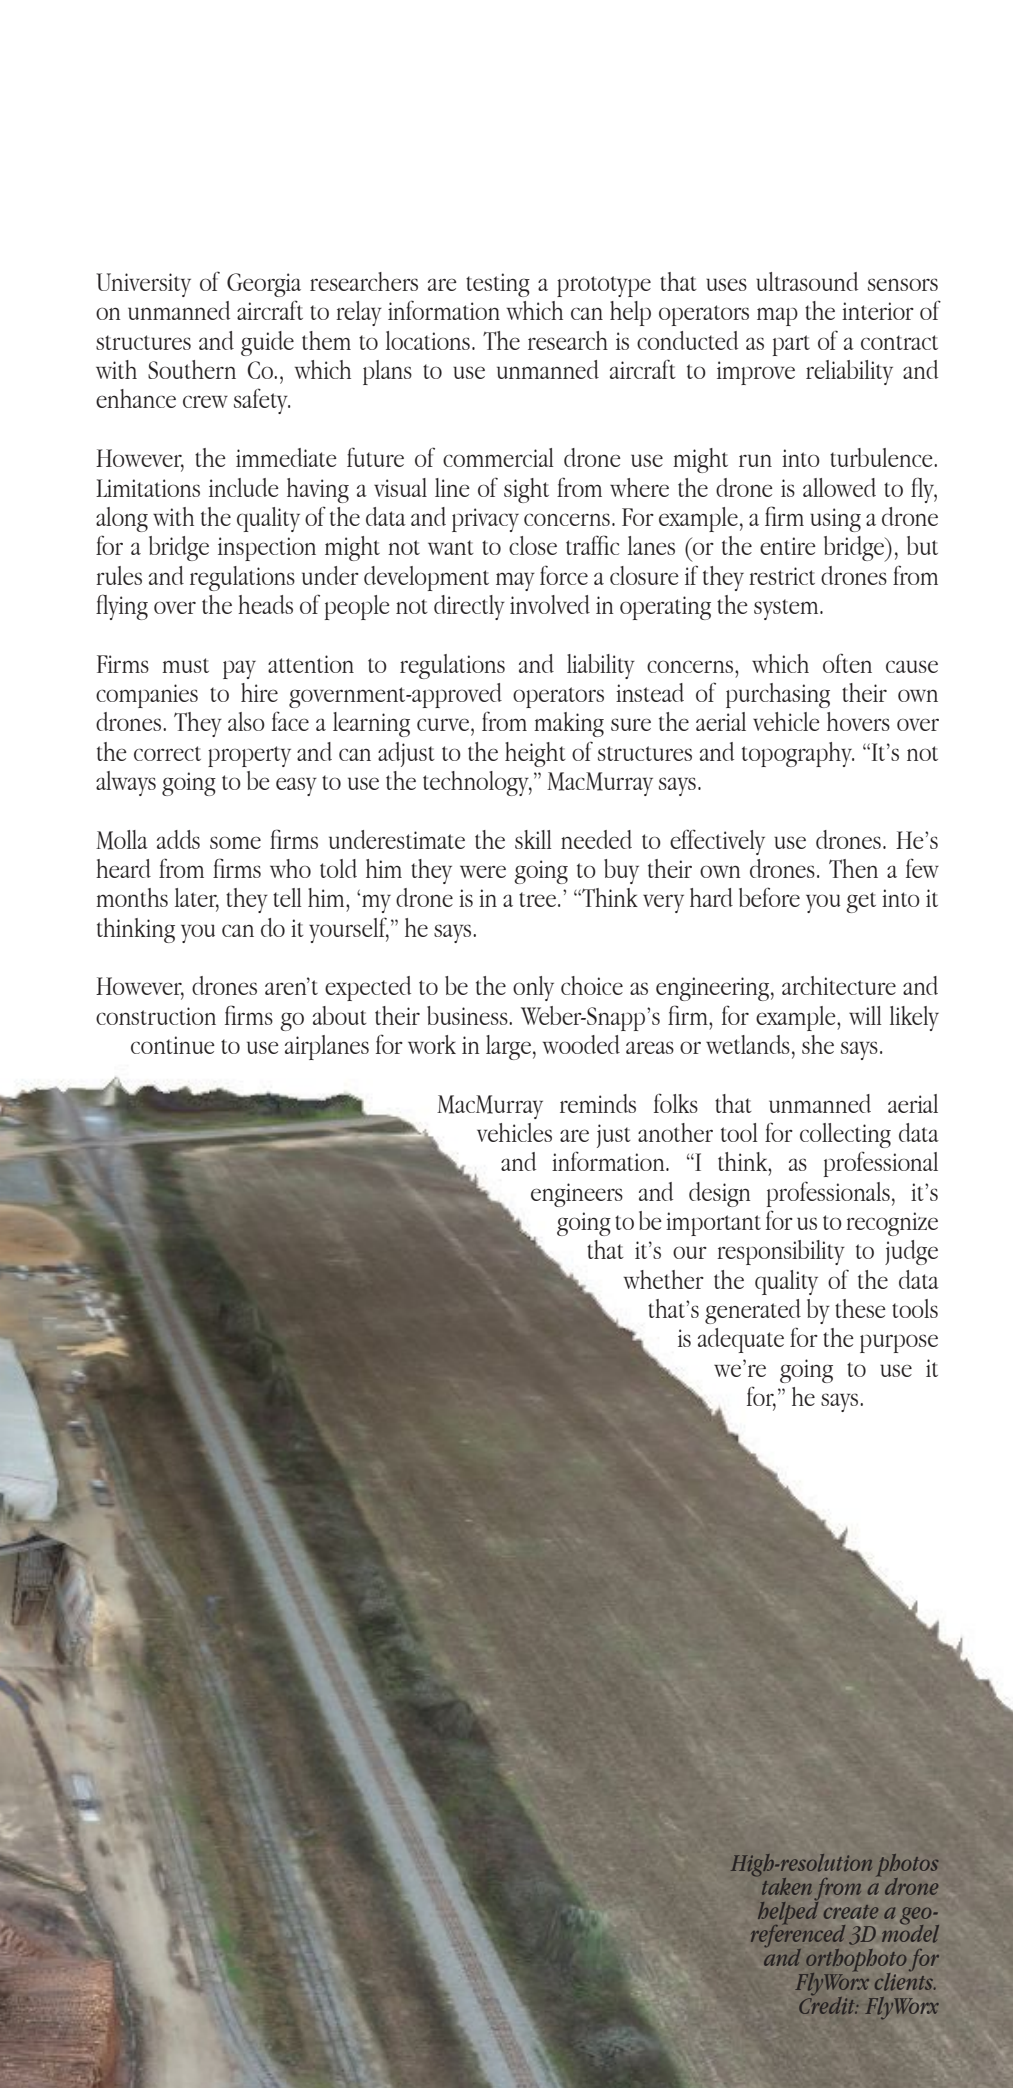 University of Georgia researchers are testing a prototype that uses ultrasound sensors
on unmanned aircraft to relay information which can help operators map the interior of
structures and guide them to locations. The research is conducted as part of a contract
with Southern Co., which plans to use unmanned aircraft to improve reliability and
enhance crew safety.
However, the immediate future of commercial drone use might run into turbulence.
Limitations include having a visual line of sight from where the drone is allowed to fly,
along with the quality of the data and privacy concerns. For example, a firm using a drone
for a bridge inspection might not want to close traffic lanes (or the entire bridge), but
rules and regulations under development may force a closure if they restrict drones from
flying over the heads of people not directly involved in operating the system.
Firms must pay attention to regulations and liability concerns, which often cause
companies to hire government-approved operators instead of purchasing their own
drones. They also face a learning curve, from making sure the aerial vehicle hovers over
the correct property and can adjust to the height of structures and topography. “It’s not
always going to be easy to use the technology,” MacMurray says.
Molla adds some firms underestimate the skill needed to effectively use drones. He’s
heard from firms who told him they were going to buy their own drones. Then a few
months later, they tell him, ‘my drone is in a tree.’ “Think very hard before you get into it
thinking you can do it yourself,” he says.
However, drones aren’t expected to be the only choice as engineering, architecture and
construction firms go about their business. Weber-Snapp’s firm, for example, will likely
continue to use airplanes for work in large, wooded areas or wetlands, she says.
MacMurray reminds folks that unmanned aerial
vehicles are just another tool for collecting data
and information. “I think, as professional
engineers and design professionals, it’s
going to be important for us to recognize
that it’s our responsibility to judge
whether the quality of the data
that’s generated by these tools
is adequate for the purpose
we’re going to use it
for,” he says.
High-resolution photos
taken from a drone
helped create a geo-
referenced 3D model
and orthophoto for
FlyWorx clients.
Credit: FlyWorx